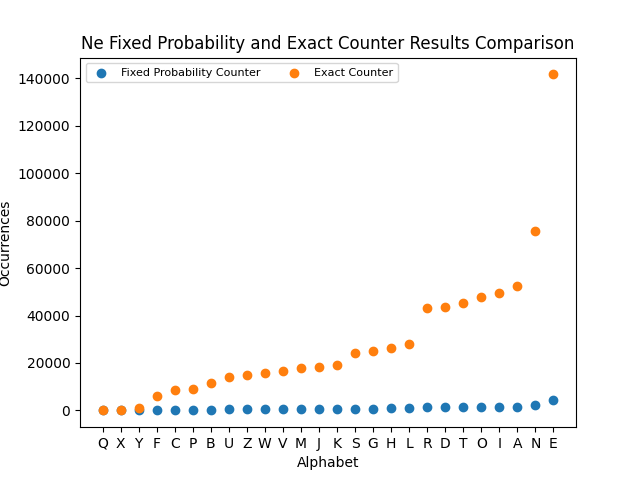 Ne Fixed Probability and Exact Counter Results Comparison
Fixed Probability Counter Exact Counter
140000
120000
100000
80000
60000
40000
20000
0
Occurrences
Q X Y F C P B U Z W V M J K S G H L R D T O I A N E
Alphabet